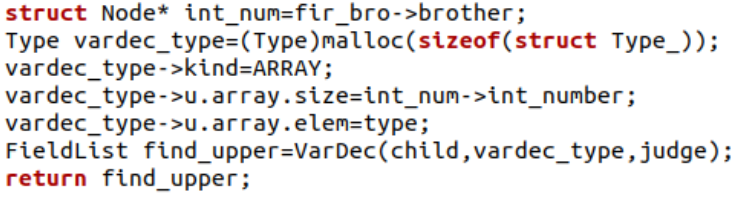 struct Node* int_num=fir_bro->brother;
Type vardec_type=(Type)malloc(sizeof(struct Type_));
vardec_type->kind=ARRAY;
vardec_type->u.array.size=int_num->int_number;
vardec_type->u.array.elem=type;
FieldList find_upper=VarDec(child,vardec_type,judge);
return find_upper;